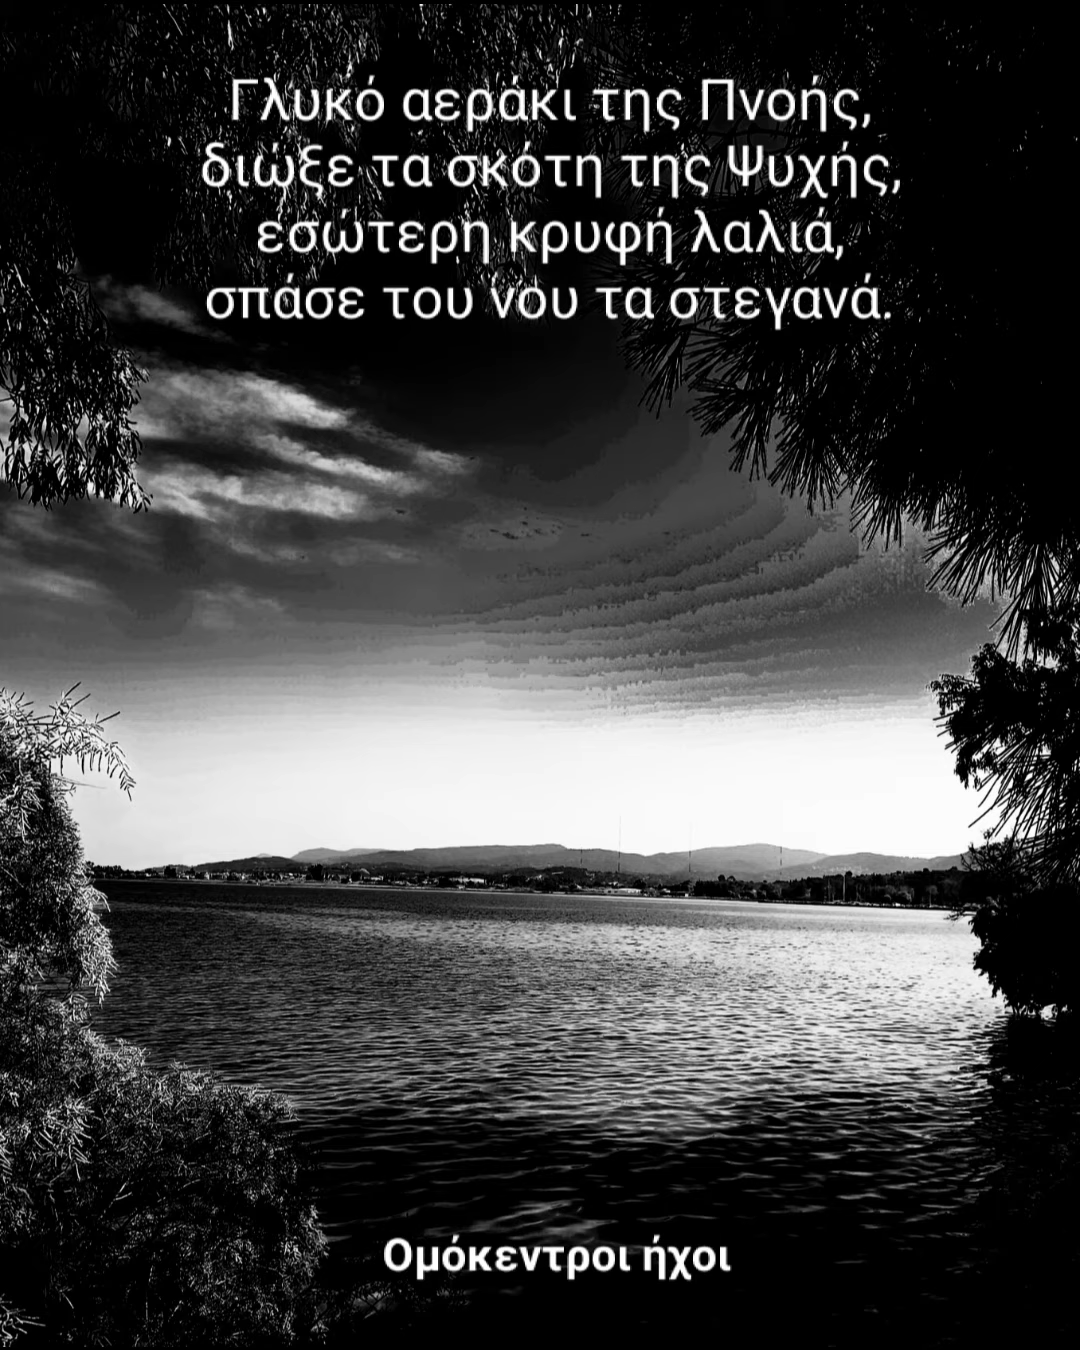 Γλυκό αεράκι της Πνοής,
διώξε τα σκότη της Ψυχής,
εσώτερη κρυφή λαλιά,
σπάσε του νου τα στεγανά.
Ομόκεντροι ήχοι